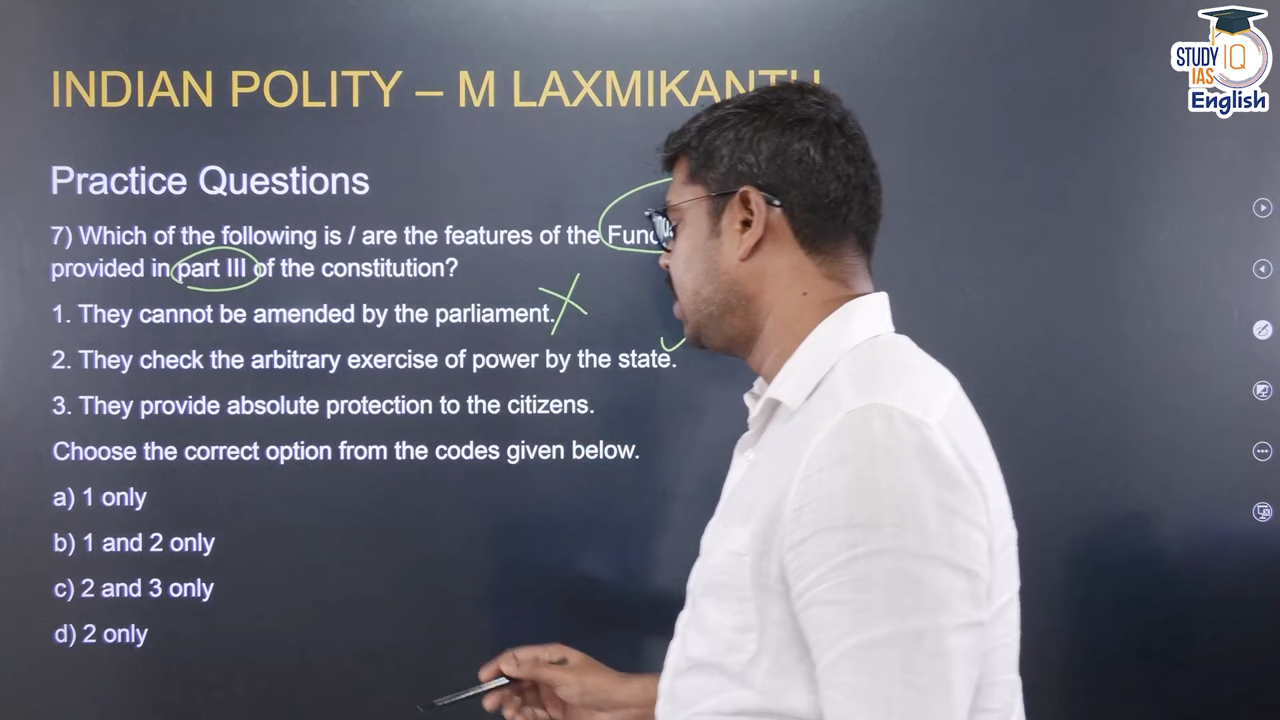 STUDY IQ
IAS
English
INDIAN POLITY – M LAXMIKANTH
Practice Questions
7) Which of the following is / are the features of the
provided in part III of the constitution?
1. They cannot be amended by the parliament.
2. They check the arbitrary exercise of power by the state.
3. They provide absolute protection to the citizens.
Choose the correct option from the codes given below.
a) 1 only
b) 1 and 2 only
c) 2 and 3 only
d) 2 only